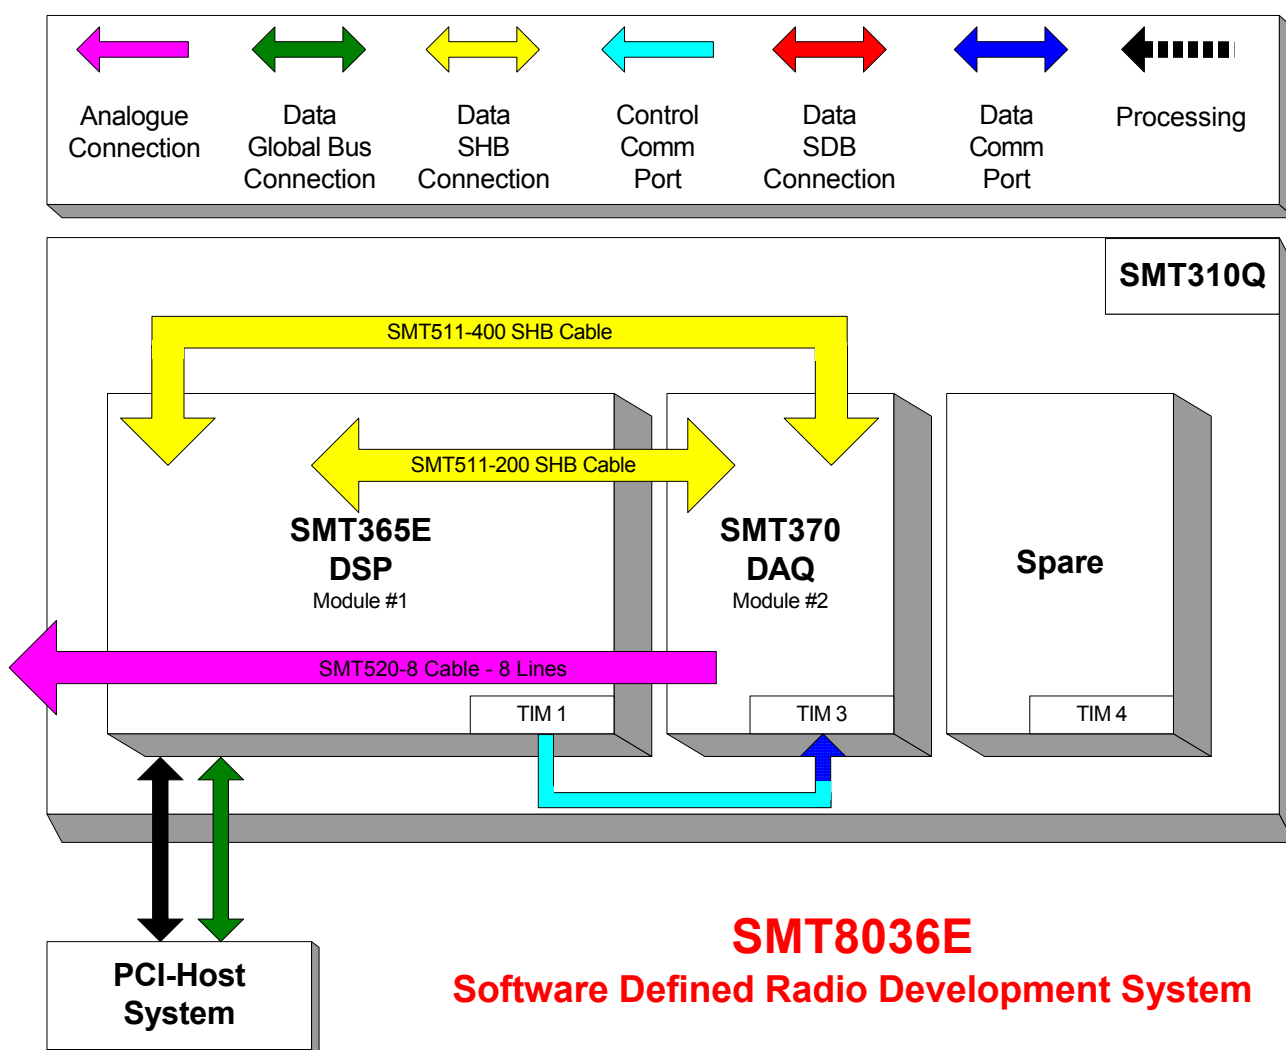 Analogue
Connection
Data
Global Bus
Connection
Data
SHB
Connection
Control
Comm
Port
Data
SDB
Connection
Data
Comm
Port
Processing
SMT310Q
SMT511-400 SHB Cable
SMT511-200 SHB Cable
SMT365E
DSP
Module #1
SMT370
DAQ
Module #2
Spare
SMT520-8 Cable - 8 Lines
TIM 1
TIM 3
TIM 4
PCI-Host
System
SMT8036E
Software Defined Radio Development System